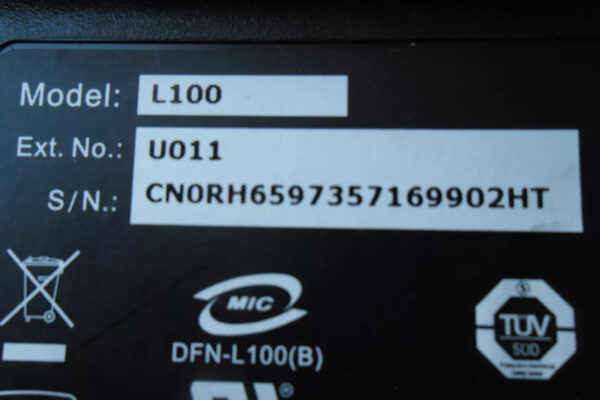 Model: L100
Ext. No.: U011
S/N.: CN0RH6597357169902HT
MIC
DFN-L100(B)
TÜV
SÜD